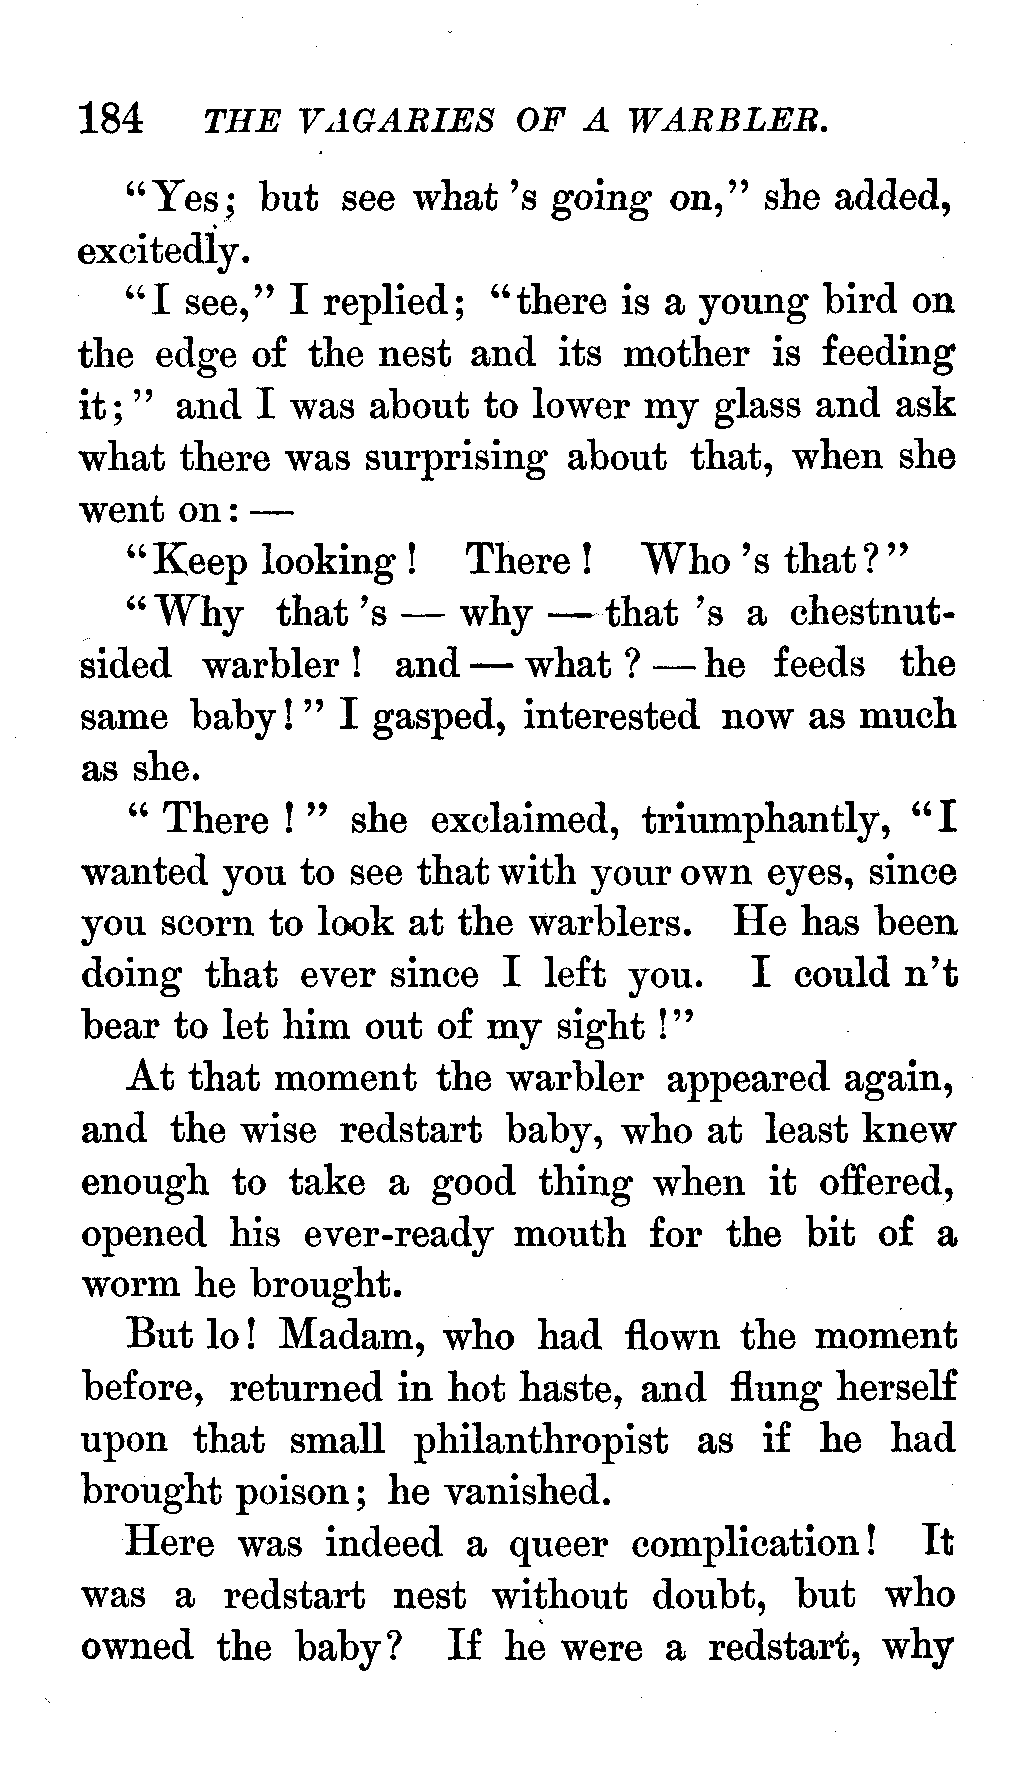 184 THE VAGARIES OF A WARBLER.
"Yes; but see what 's going on," she added,
excitedly.
"I see," I replied; "there is a young bird on
the edge of the nest and its mother is feeding
it;" and I was about to lower my glass and ask
what there was surprising about that, when she
went on: —
"Keep looking! There! Who 's that?"
"Why that 's — why — that 's a chestnut-
sided warbler! and — what? — he feeds the
same baby!" I gasped, interested now as much
as she.
"There!" she exclaimed, triumphantly, "I
wanted you to see that with your own eyes, since
you scorn to look at the warblers. He has been
doing that ever since I left you. I could n't
bear to let him out of my sight!"
At that moment the warbler appeared again,
and the wise redstart baby, who at least knew
enough to take a good thing when it offered,
opened his ever-ready mouth for the bit of a
worm he brought.
But lo! Madam, who had flown the moment
before, returned in hot haste, and flung herself
upon that small philanthropist as if he had
brought poison; he vanished.
Here was indeed a queer complication! It
was a redstart nest without doubt, but who
owned the baby? If he were a redstart, why